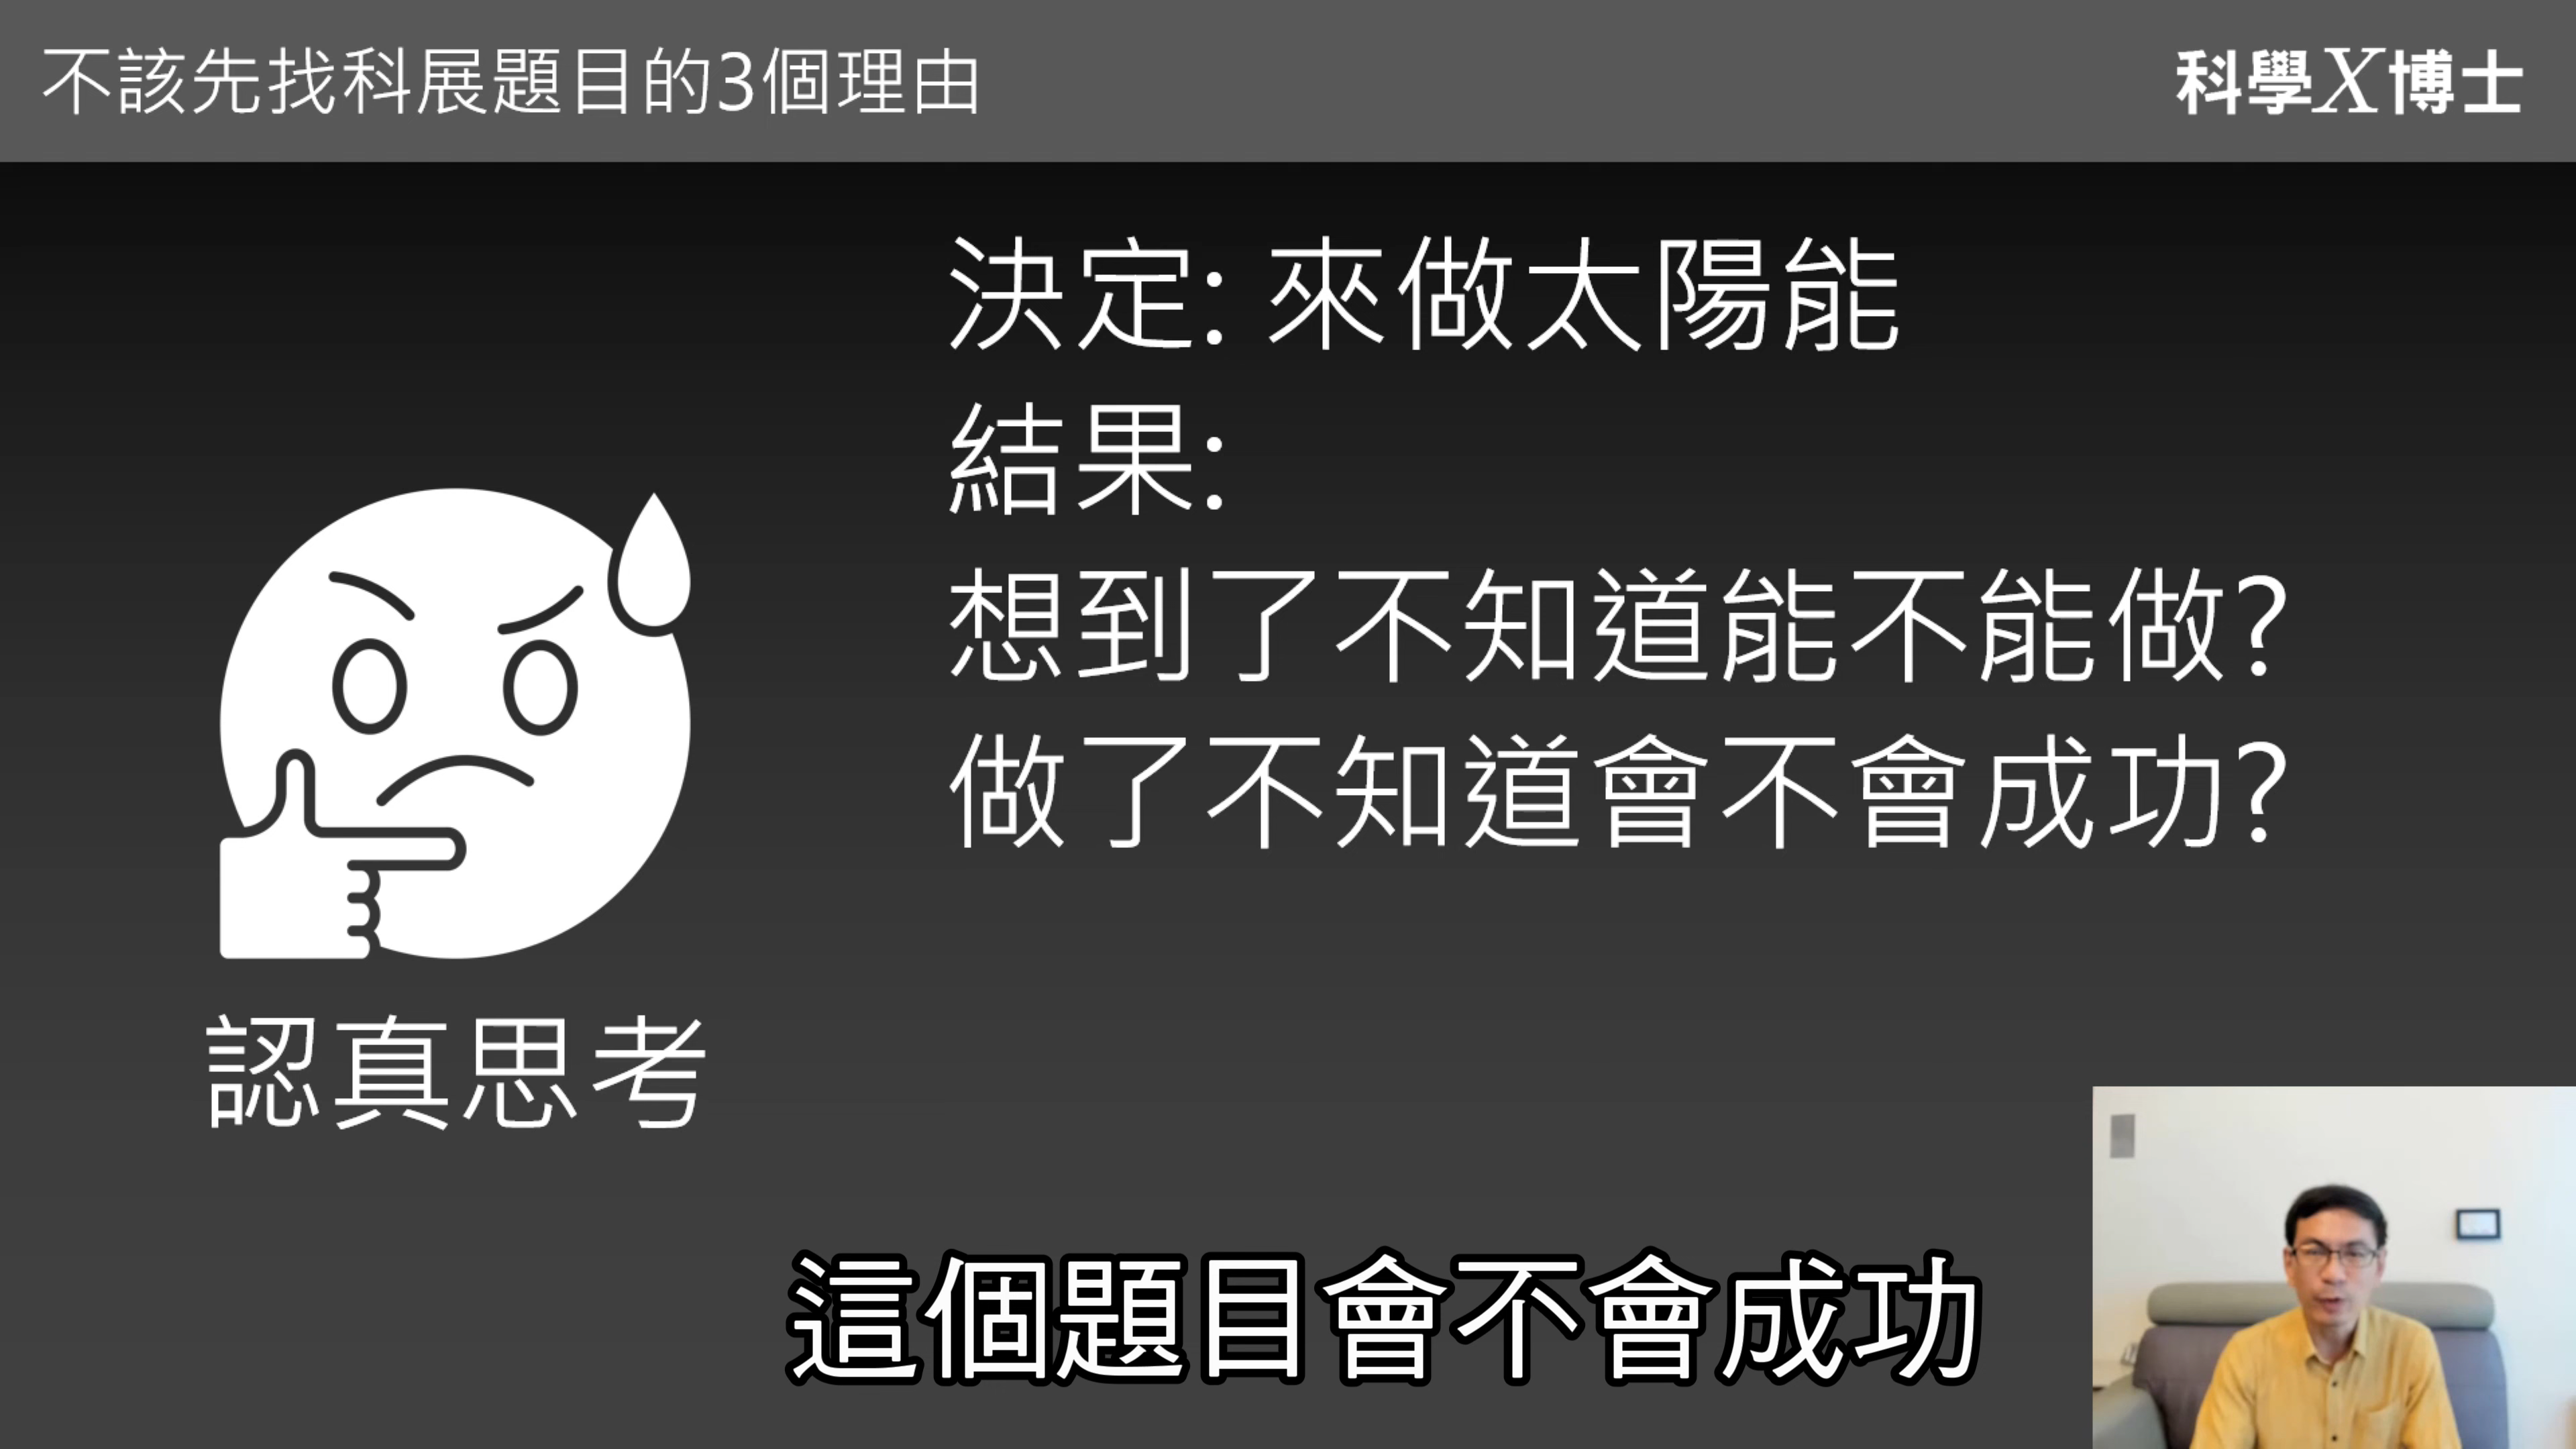 不該先找科展題目的3個理由
科學X博士
決定: 來做太陽能
結果:
想到了不知道能不能做?
做了不知道會不會成功?
認真思考
這個題目會不會成功